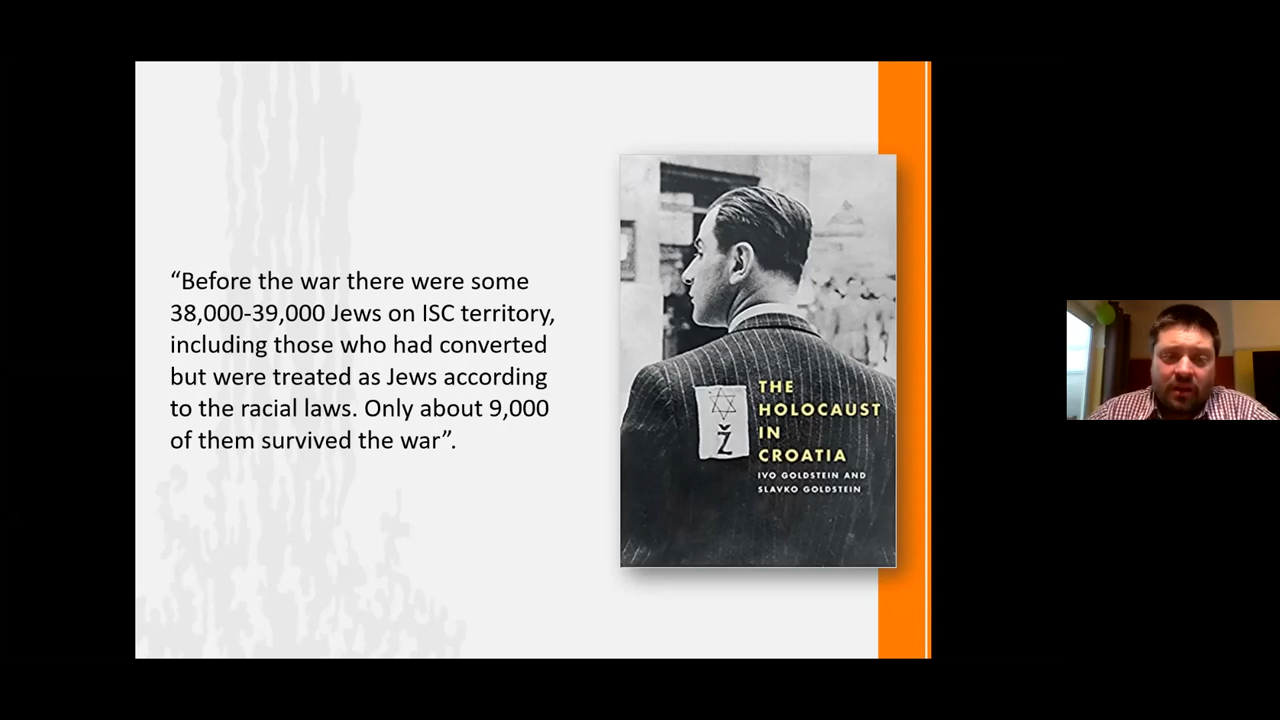 “Before the war there were some
38,000-39,000 Jews on ISC territory,
including those who had converted
but were treated as Jews according
to the racial laws. Only about 9,000
of them survived the war”.
Ž
THE
HOLOCAUST
IN
CROATIA
IVO GOLDSTEIN AND
SLAVKO GOLDSTEIN